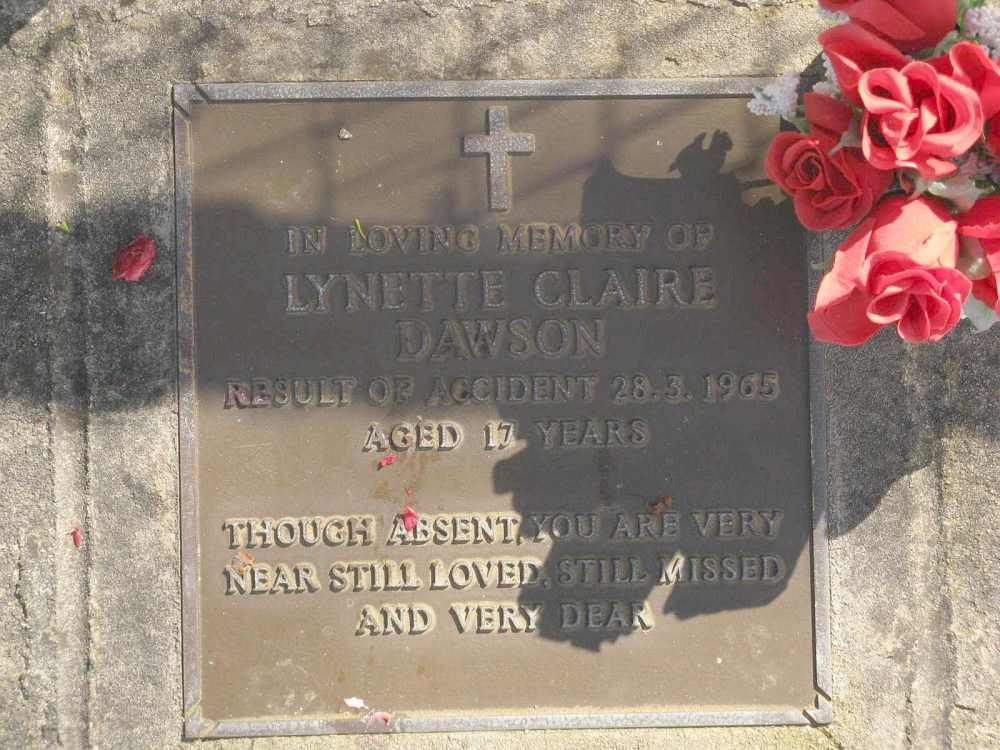 IN LOVING MEMORY OF
LYNETTE CLAIRE
DAWSON
RESULT OF ACCIDENT 28.3.1965
AGED 17 YEARS
THOUGH ABSENT, YOU ARE VERY
NEAR STILL LOVED, STILL MISSED
AND VERY DEAR